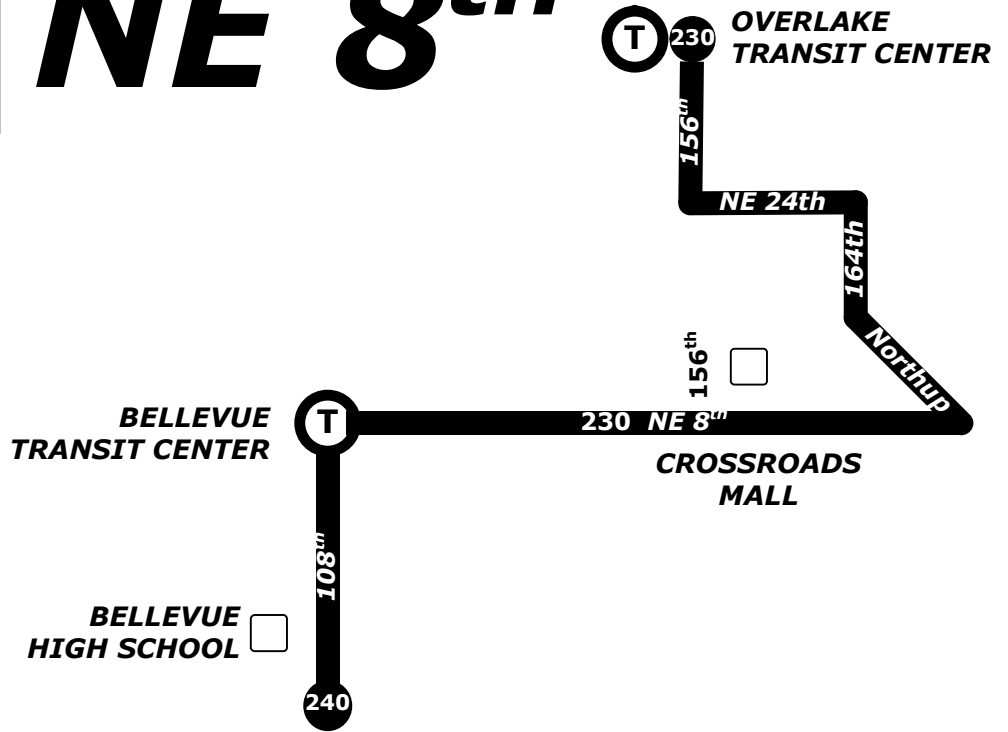 NE 8th
T
230
OVERLAKE
TRANSIT CENTER
156th
NE 24th
164th
Northup
156th
BELLEVUE
TRANSIT CENTER
T
230 NE 8th
CROSSROADS
MALL
108th
BELLEVUE
HIGH SCHOOL
240